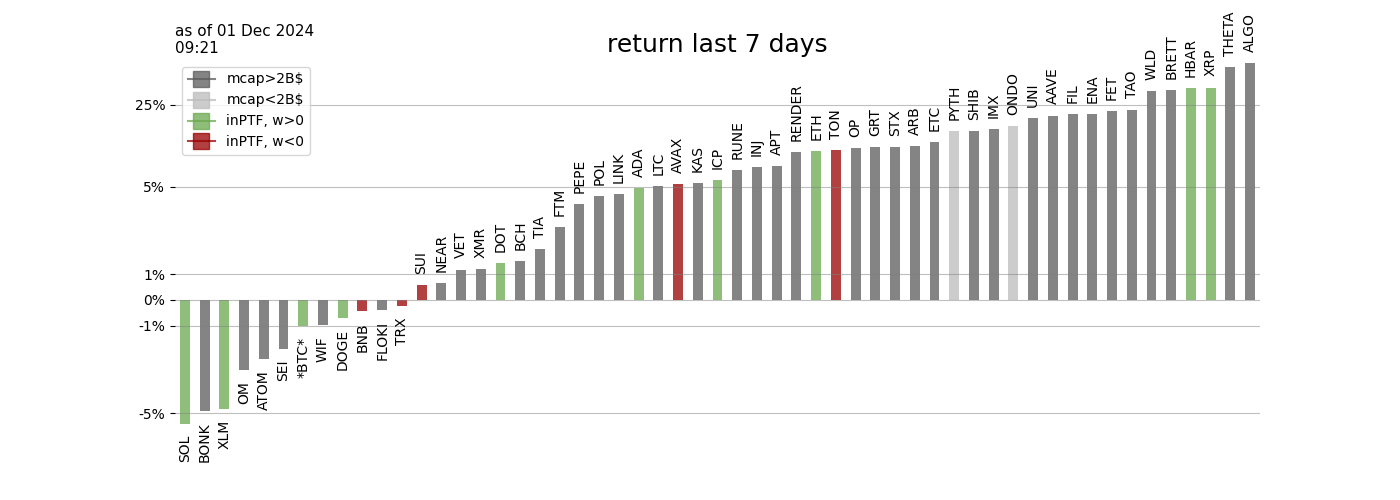 as of 01 Dec 2024
09:21
return last 7 days
mcap>2B$
mcap<2B$
inPTF, w>0
inPTF, w<0
25%
5%
1%
0%
-1%
-5%
SOL
BONK
XLM
OM
ATOM
SEI
*BTC*
WIF
DOGE
BNB
FLOKI
TRX
SUI
NEAR
VET
XMR
DOT
BCH
TIA
FTM
PEPE
POL
LINK
ADA
LTC
AVAX
KAS
ICP
RUNE
INJ
APT
RENDER
ETH
TON
OP
GRT
STX
ARB
ETC
PYTH
SHIB
IMX
ONDO
UNI
AAVE
FIL
ENA
FET
TAO
WLD
BRETT
HBAR
XRP
THETA
ALGO